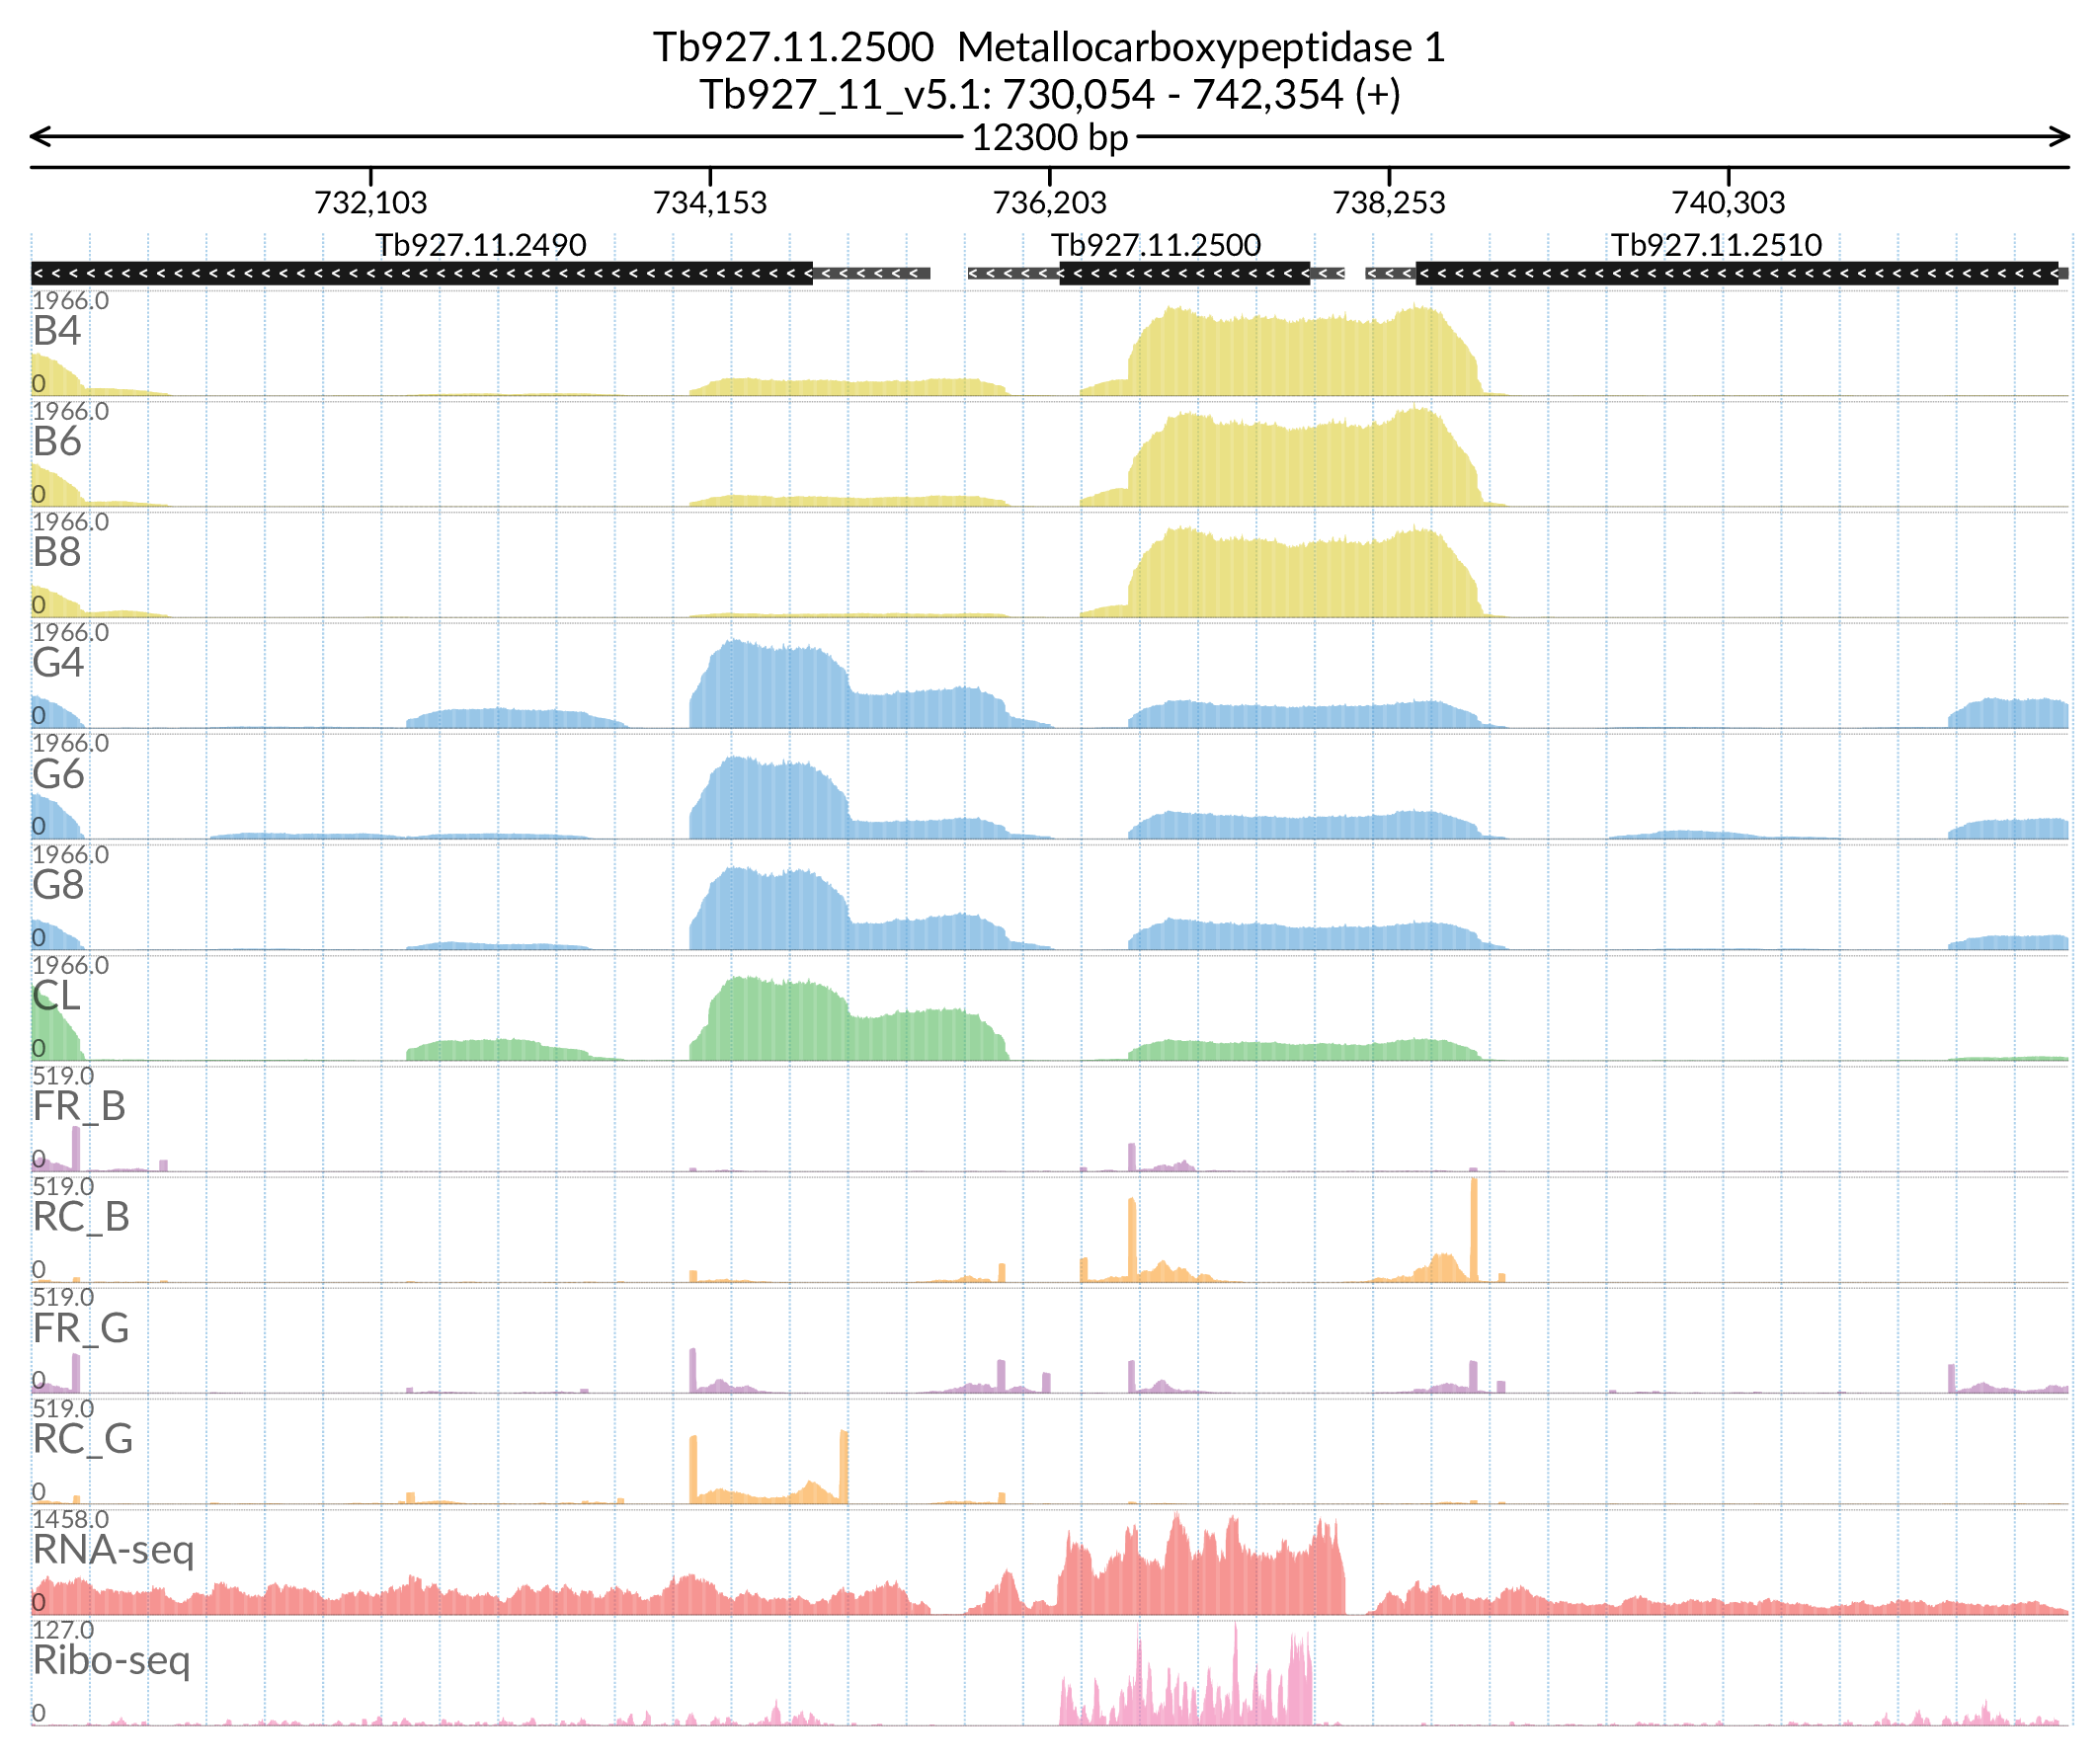 Tb927.11.2500 Metallocarboxypeptidase 1
Tb927_11_v5.1: 730,054 - 742,354 (+)
12300 bp
732,103 734,153 736,203 738,253 740,303
Tb927.11.2490 Tb927.11.2500 Tb927.11.2510
1966.0
B4
0
1966.0
B6
0
1966.0
B8
0
1966.0
G4
0
1966.0
G6
0
1966.0
G8
0
1966.0
CL
0
519.0
FR_B
0
519.0
RC_B
0
519.0
FR_G
0
519.0
RC_G
0
1458.0
RNA-seq
0
127.0
Ribo-seq
0